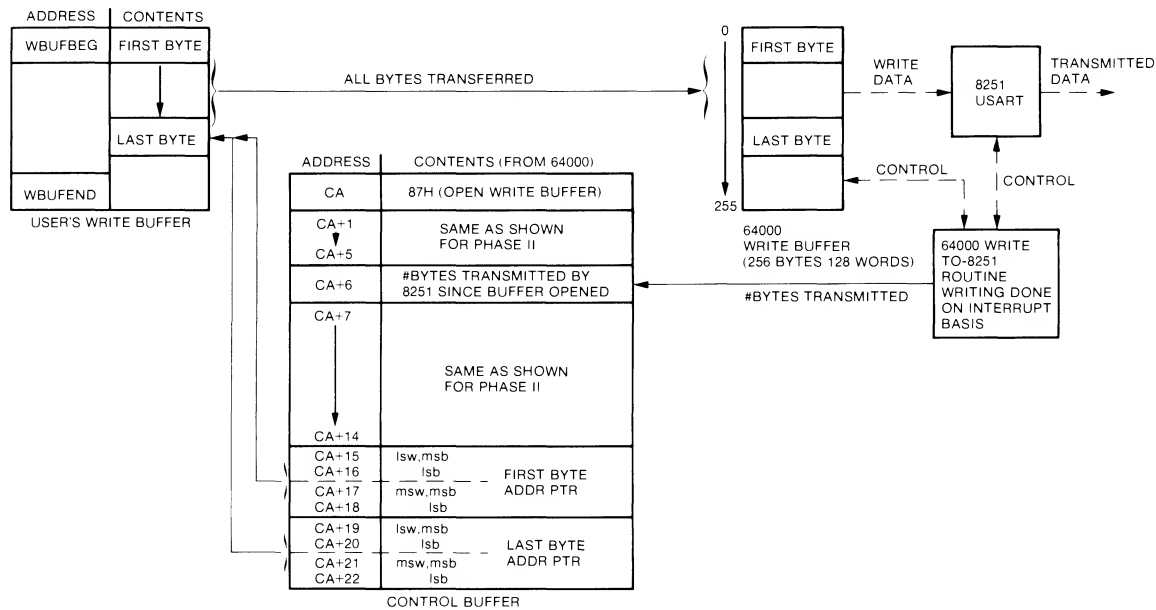 ADDRESS CONTENTS
WBUFBEG FIRST BYTE
LAST BYTE
WBUFEND
USER'S WRITE BUFFER
ALL BYTES TRANSFERRED
0
FIRST BYTE
LAST BYTE
255
64000
WRITE BUFFER
(256 BYTES 128 WORDS)
WRITE
DATA
8251
USART
TRANSMITTED
DATA
CONTROL
CONTROL
64000 WRITE
TO-8251
ROUTINE
WRITING DONE
ON INTERRUPT
BASIS
#BYTES TRANSMITTED
ADDRESS CONTENTS (FROM 64000)
CA 87H (OPEN WRITE BUFFER)
CA+1
CA+5
SAME AS SHOWN
FOR PHASE II
CA+6
#BYTES TRANSMITTED BY
8251 SINCE BUFFER OPENED
CA+7
CA+14
SAME AS SHOWN
FOR PHASE II
CA+15 lsw,msb
CA+16 lsb
CA+17 msw,msb
CA+18 lsb
FIRST BYTE
ADDR PTR
CA+19 lsw,msb
CA+20 lsb
CA+21 msw,msb
CA+22 lsb
LAST BYTE
ADDR PTR
CONTROL BUFFER